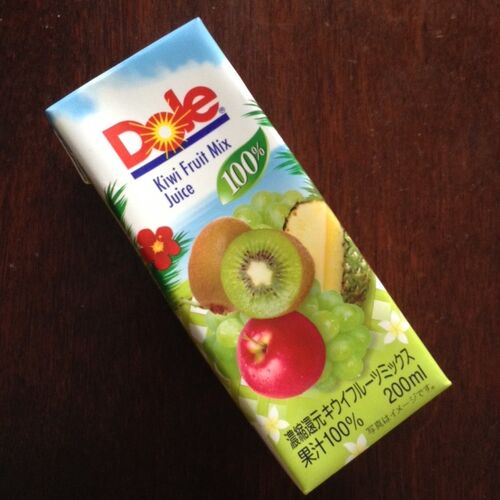 Dole®
Kiwi Fruit Mix
Juice
100%
濃縮還元 キウイフルーツミックス
果汁100% 200ml
写真はイメージです。